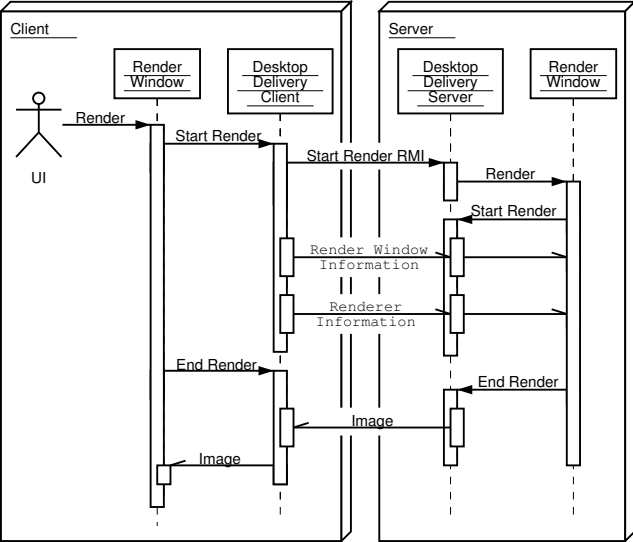 Client
Server
Render
Window
Desktop
Delivery
Client
Desktop
Delivery
Server
Render
Window
UI
Render
Start Render
Start Render RMI
Render
Start Render
Render Window
Information
Renderer
Information
End Render
End Render
Image
Image